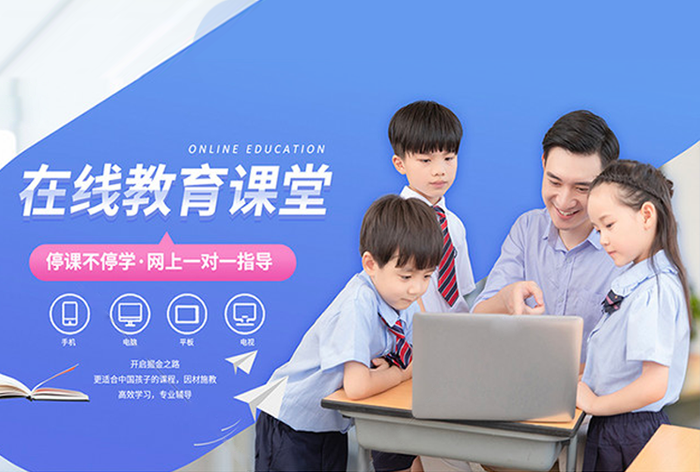 ONLINE EDUCATION
在线教育课堂
停课不停学·网上一对一指导
手机 电脑 平板 电视
开启掘金之路
更适合中国孩子的课程，因材施教
高效学习，专业辅导